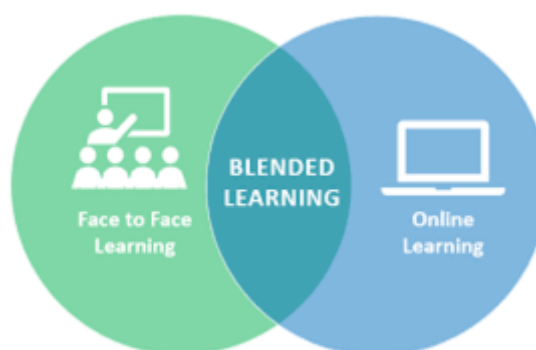 Face to Face
Learning
BLENDED
LEARNING
Online
Learning